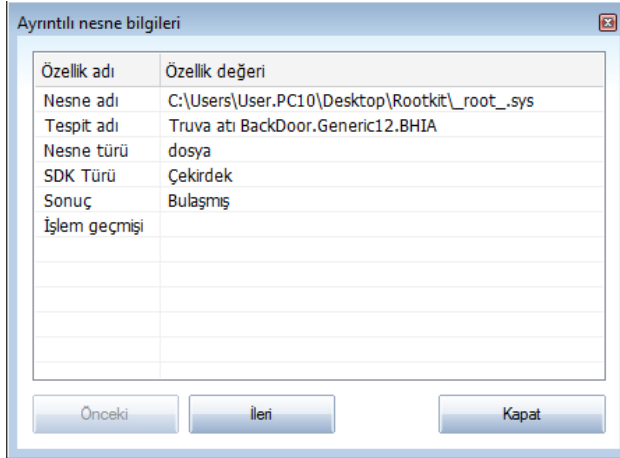 Ayrıntılı nesne bilgileri
Özellik adı Özellik değeri
Nesne adı C:\Users\User.PC10\Desktop\Rootkit\_root_.sys
Tespit adı Truva atı BackDoor.Generic12.BHIA
Nesne türü dosya
SDK Türü Çekirdek
Sonuç Bulaşmış
İşlem geçmişi
Önceki İleri Kapat